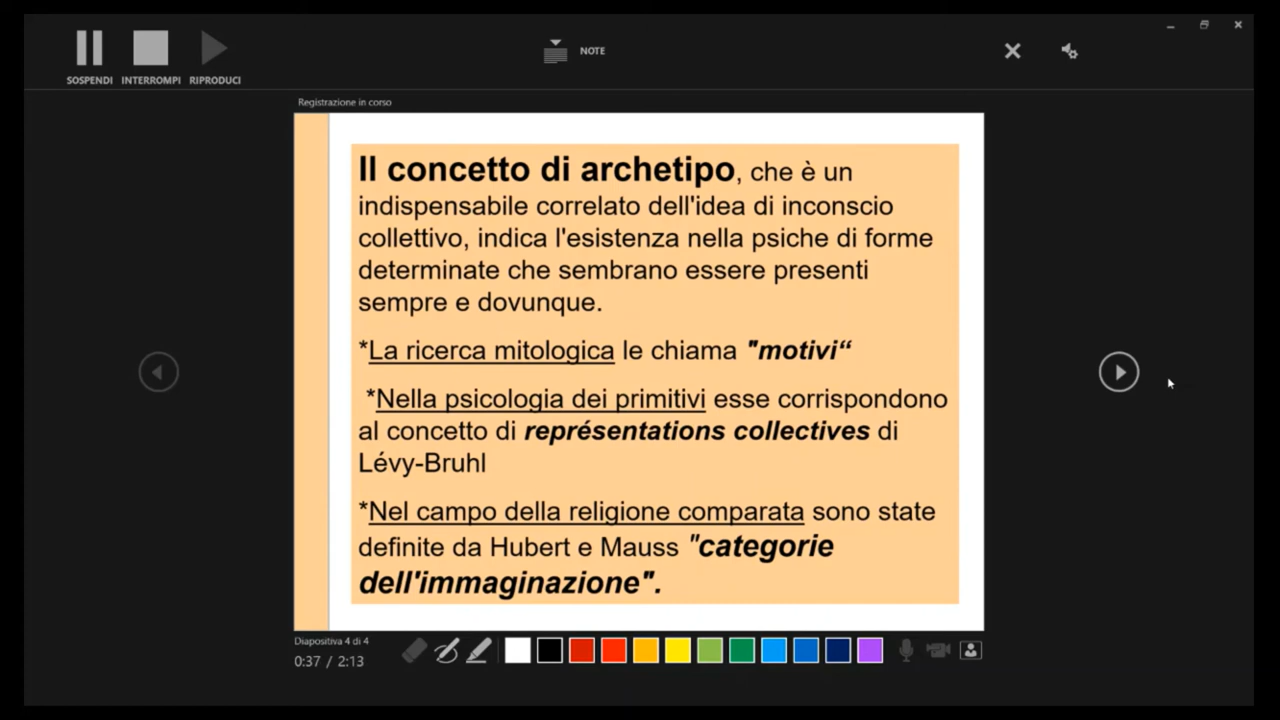 SOSPENDI INTERROMPI RIPRODUCI
NOTE
Registrazione in corso
Il concetto di archetipo, che è un
indispensabile correlato dell'idea di inconscio
collettivo, indica l'esistenza nella psiche di forme
determinate che sembrano essere presenti
sempre e dovunque.
*La ricerca mitologica le chiama "motivi“
*Nella psicologia dei primitivi esse corrispondono
al concetto di représentations collectives di
Lévy-Bruhl
*Nel campo della religione comparata sono state
definite da Hubert e Mauss "categorie
dell'immaginazione".
Diapositiva 4 di 4
0:37 / 2:13